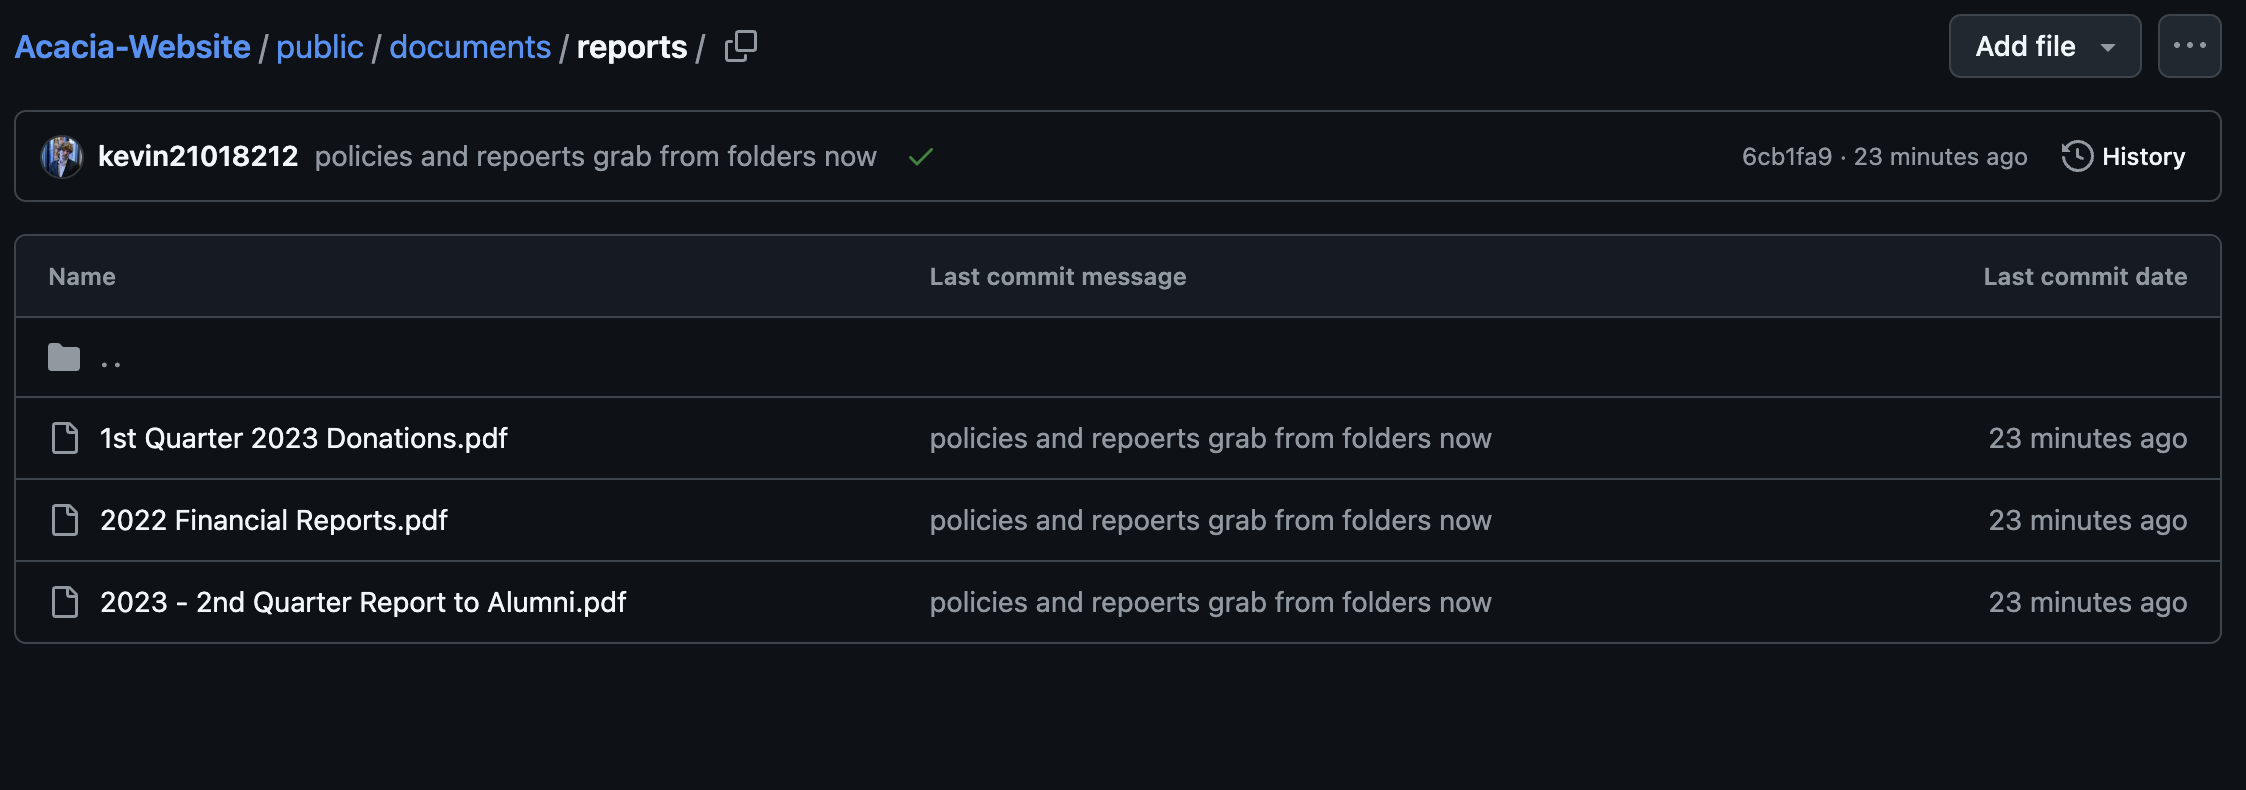 Acacia-Website / public / documents / reports /
Add file
kevin21018212 policies and repoerts grab from folders now
6cb1fa9 · 23 minutes ago
History
Name Last commit message Last commit date
..
1st Quarter 2023 Donations.pdf policies and repoerts grab from folders now 23 minutes ago
2022 Financial Reports.pdf policies and repoerts grab from folders now 23 minutes ago
2023 - 2nd Quarter Report to Alumni.pdf policies and repoerts grab from folders now 23 minutes ago